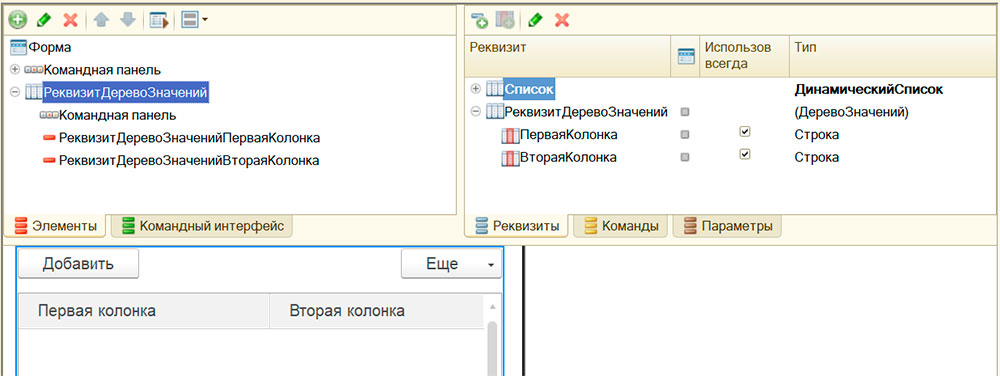 Форма
Командная панель
РеквизитДеревоЗначений
Командная панель
РеквизитДеревоЗначенийПерваяКолонка
РеквизитДеревоЗначенийВтораяКолонка
Элементы Командный интерфейс
Реквизит Использов всегда Тип
Список ДинамическийСписок
РеквизитДеревоЗначений (ДеревоЗначений)
ПерваяКолонка Строка
ВтораяКолонка Строка
Реквизиты Команды Параметры
Добавить Еще
Первая колонка Вторая колонка